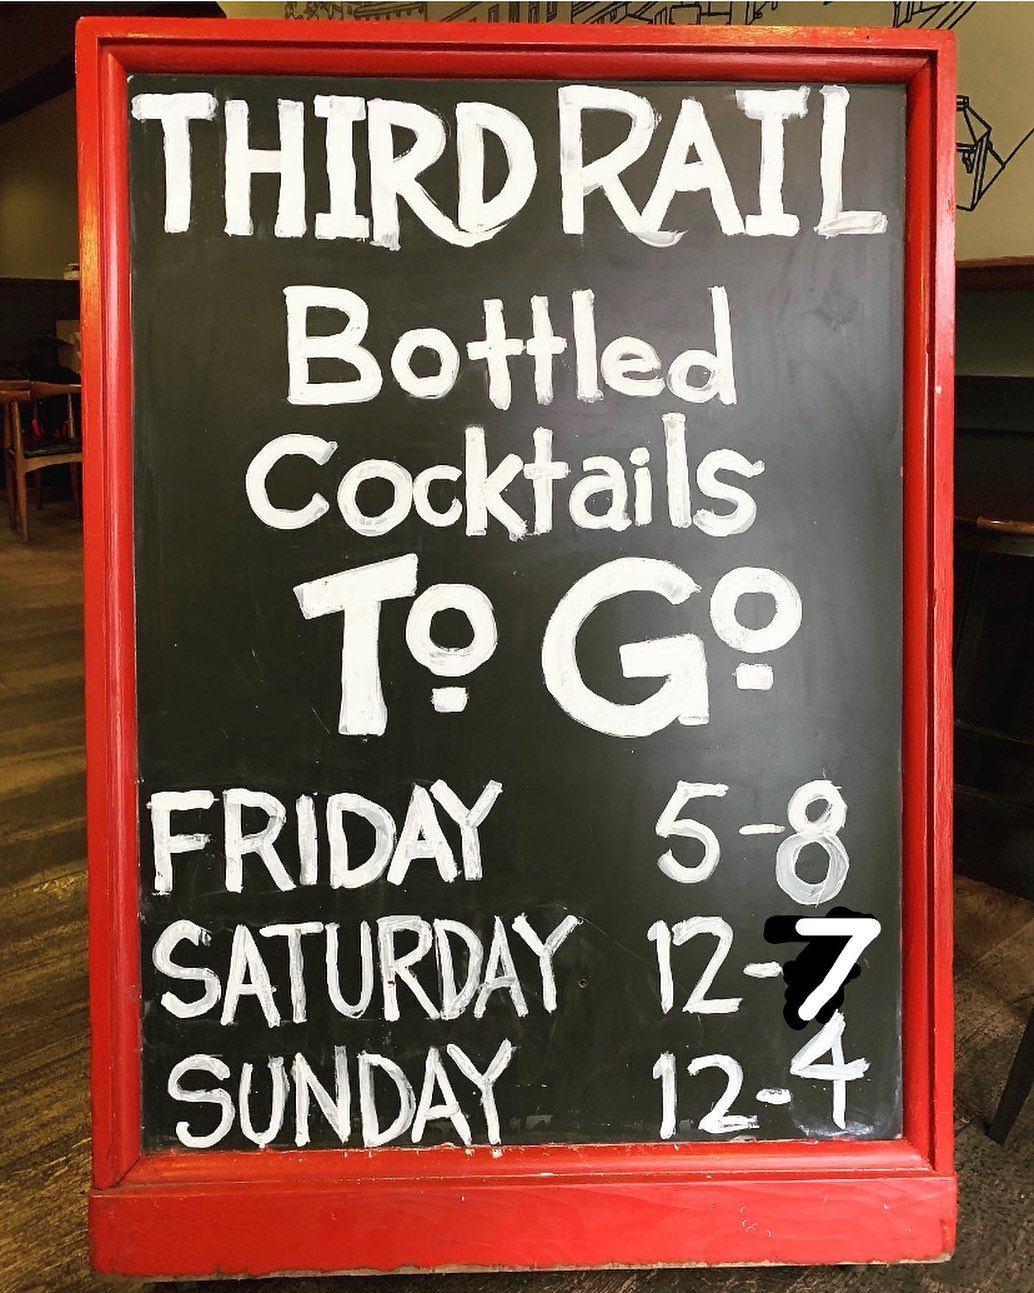 THIRD RAIL
Bottled
Cocktails
To Go
FRIDAY 5-8
SATURDAY 12-7
SUNDAY 12-4